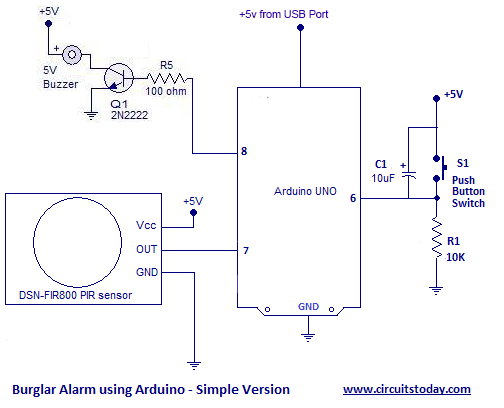 +5v from USB Port
+5V
+
5V
Buzzer
R5
100 ohm
Q1
2N2222
8
Arduino UNO
7
6
GND
+5V
C1
+
10uF
S1
Push
Button
Switch
R1
10K
+5V
Vcc
OUT
GND
DSN-FIR800 PIR sensor
Burglar Alarm using Arduino - Simple Version
www.circuitstoday.com